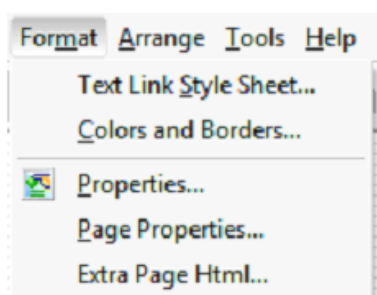 Format Arrange Tools Help
Text Link Style Sheet...
Colors and Borders...
Properties...
Page Properties...
Extra Page Html...